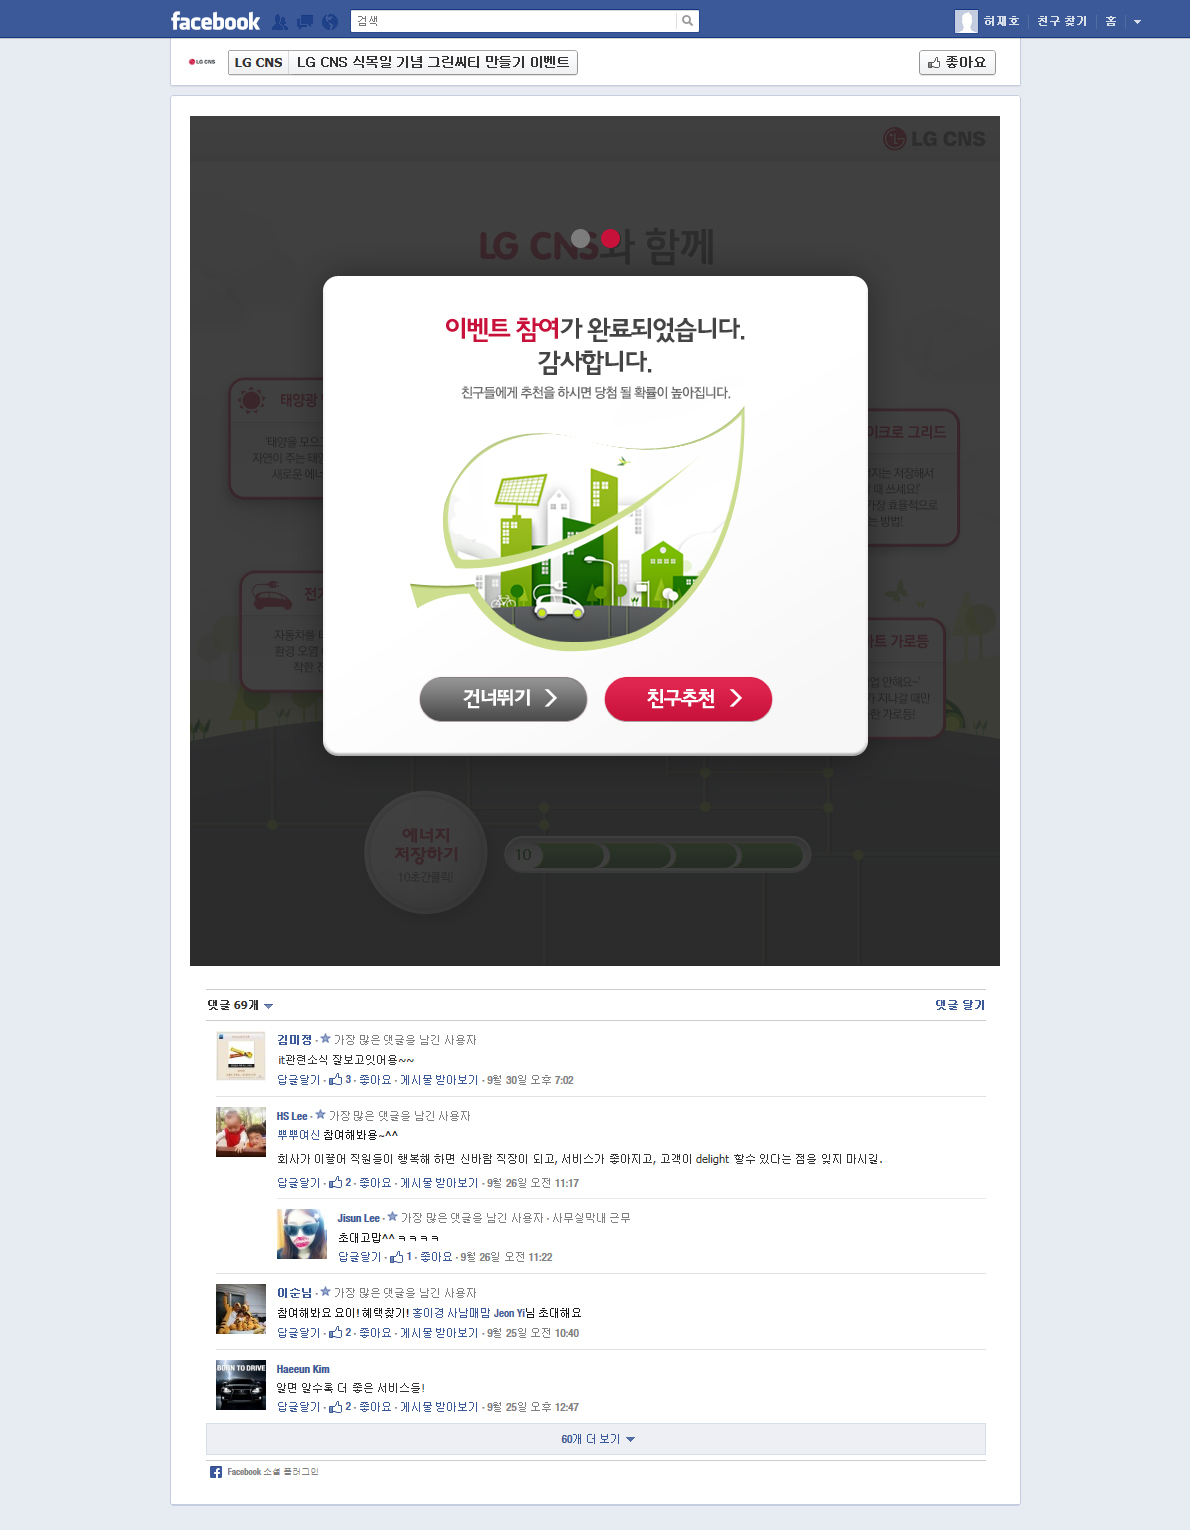 facebook
검색
허재호
친구 찾기
홈
LG CNS
LG CNS
LG CNS 식목일 기념 그린씨티 만들기 이벤트
좋아요
LG CNS
LG CNS와 함께
이벤트 참여가 완료되었습니다.
감사합니다.
친구들에게 추천을 하시면 당첨 될 확률이 높아집니다.
태양광
'태양을 모으
자연이 주는 태양
새로운 에너
이크로 그리드
지는 저장해서
때 쓰세요!'
가장 효율적으로
는 방법!
전기
자동차를 타
환경 오염
착한 전
트 가로등
업 안해요~'
가 지나갈 때만
한 가로등!
건너뛰기
친구추천
에너지
저장하기
10초간클릭!
10
댓글 69개
댓글 달기
김미정 · 가장 많은 댓글을 남긴 사용자
it관련소식 잘보고잇어용~~
답글달기 · 3 · 좋아요 · 게시물 받아보기 · 9월 30일 오후 7:02
HS Lee · 가장 많은 댓글을 남긴 사용자
뿌뿌여신 참여해봐용~^^
회사가 이끌어 직원들이 행복해 하면 신바람 직장이 되고, 서비스가 좋아지고, 고객이 delight 할수 있다는 점을 잊지 마시길.
답글달기 · 2 · 좋아요 · 게시물 받아보기 · 9월 26일 오전 11:17
Jisun Lee · 가장 많은 댓글을 남긴 사용자 · 사무실막내 근무
초대고맙^^ ㅋㅋㅋㅋ
답글달기 · 1 · 좋아요 · 9월 26일 오전 11:22
이순님 · 가장 많은 댓글을 남긴 사용자
참여해봐요 요이! 혜택찾기! 홍이경 사남매맘 Jeon Yi님 초대해요
답글달기 · 2 · 좋아요 · 게시물 받아보기 · 9월 25일 오전 10:40
BORN TO DRIVE
Haeeun Kim
알면 알수록 더 좋은 서비스들!
답글달기 · 2 · 좋아요 · 게시물 받아보기 · 9월 25일 오후 12:47
60개 더 보기
Facebook 소셜 플러그인